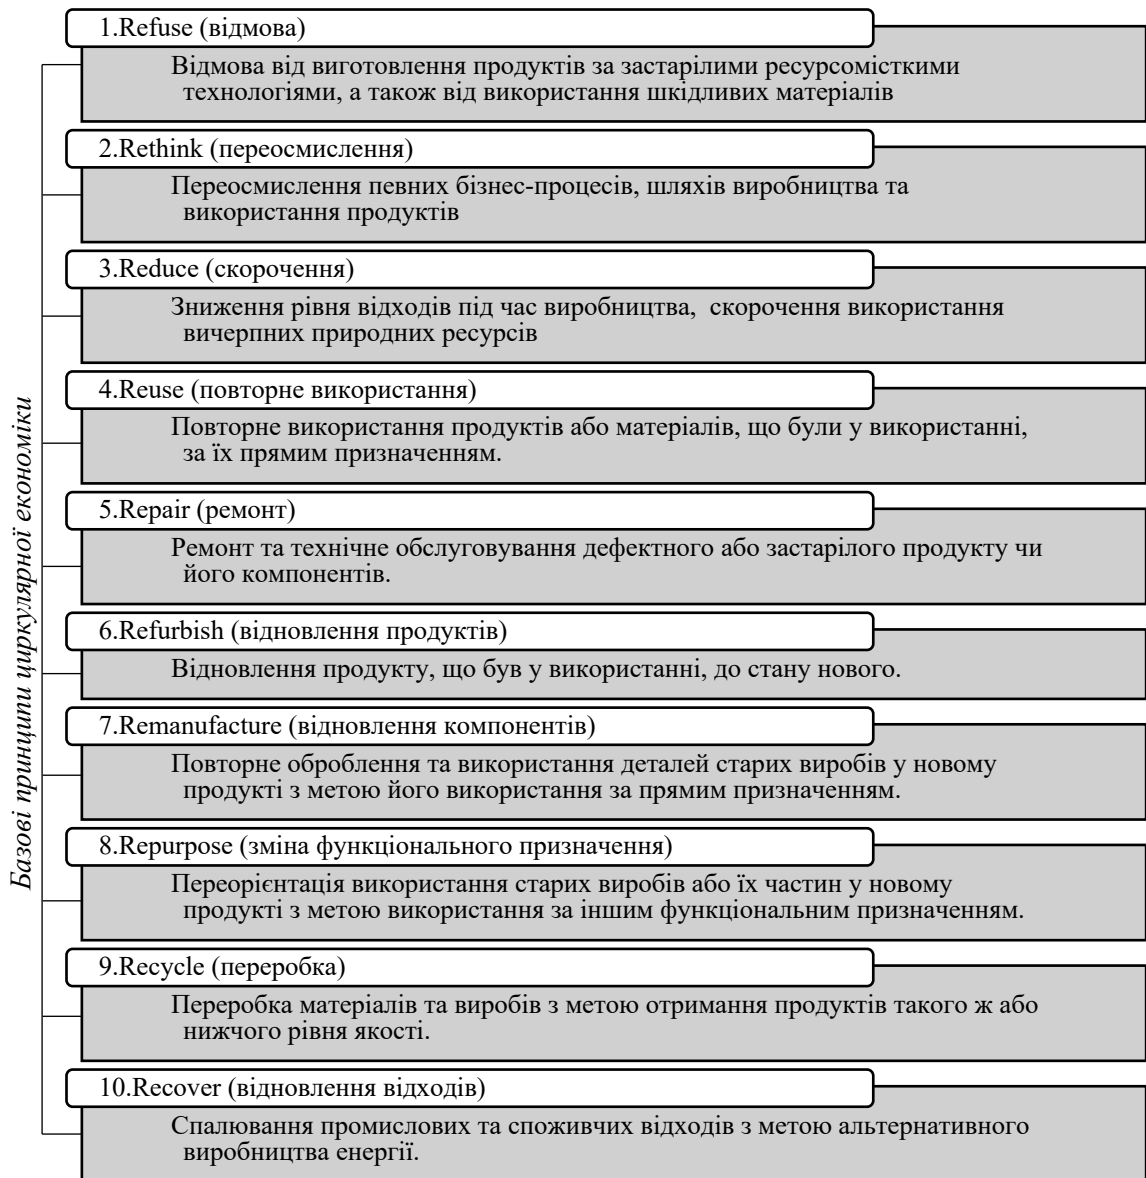 Базові принципи циркулярної економіки
1.Refuse (відмова)
Відмова від виготовлення продуктів за застарілими ресурсомісткими
технологіями, а також від використання шкідливих матеріалів
2.Rethink (переосмислення)
Переосмислення певних бізнес-процесів, шляхів виробництва та
використання продуктів
3.Reduce (скорочення)
Зниження рівня відходів під час виробництва, скорочення використання
вичерпних природних ресурсів
4.Reuse (повторне використання)
Повторне використання продуктів або матеріалів, що були у використанні,
за їх прямим призначенням.
5.Repair (ремонт)
Ремонт та технічне обслуговування дефектного або застарілого продукту чи
його компонентів.
6.Refurbish (відновлення продуктів)
Відновлення продукту, що був у використанні, до стану нового.
7.Remanufacture (відновлення компонентів)
Повторне оброблення та використання деталей старих виробів у новому
продукті з метою його використання за прямим призначенням.
8.Repurpose (зміна функціонального призначення)
Переорієнтація використання старих виробів або їх частин у новому
продукті з метою використання за іншим функціональним призначенням.
9.Recycle (переробка)
Переробка матеріалів та виробів з метою отримання продуктів такого ж або
нижчого рівня якості.
10.Recover (відновлення відходів)
Спалювання промислових та споживчих відходів з метою альтернативного
виробництва енергії.